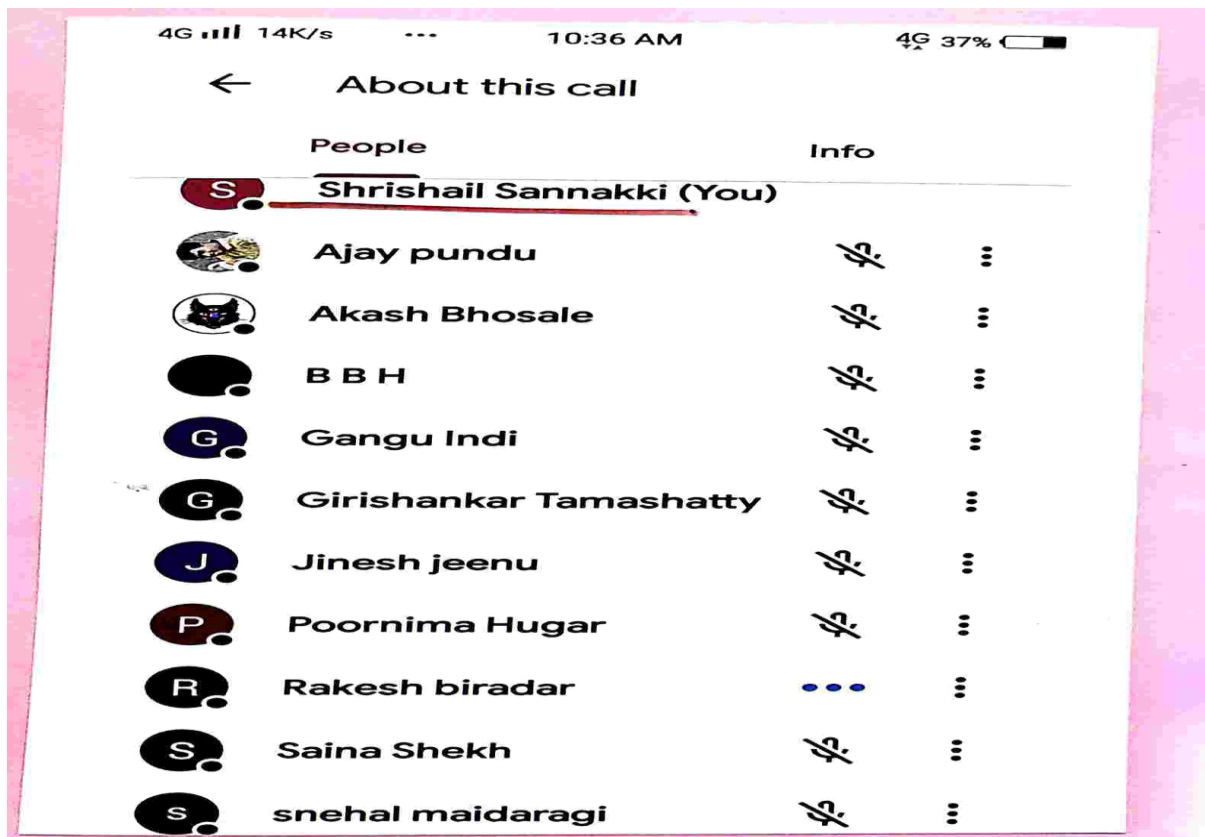 4G 14K/s ... 10:36 AM 4G 37%
About this call
People Info
S Shrishail Sannakki (You)
Ajay pundu
Akash Bhosale
B B H
G Gangu Indi
G Girishankar Tamashatty
J Jinesh jeenu
P Poornima Hugar
R Rakesh biradar
S Saina Shekh
s snehal maidaragi